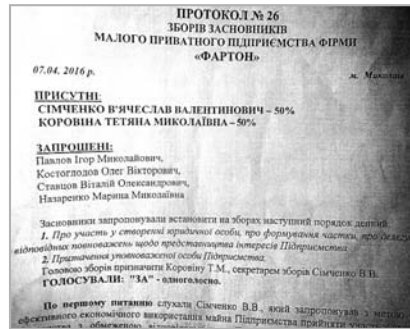 ПРОТОКОЛ № 26
ЗБОРІВ ЗАСНОВНИКІВ
МАЛОГО ПРИВАТНОГО ПІДПРИЄМСТВА ФІРМИ
«ФАРТОН»
07.04. 2016 р.
м. Миколаїв
ПРИСУТНІ:
СІМЧЕНКО В'ЯЧЕСЛАВ ВАЛЕНТИНОВИЧ – 50%
КОРОВІНА ТЕТЯНА МИКОЛАЇВНА – 50%
ЗАПРОШЕНІ:
Павлов Ігор Миколайович,
Костоглодов Олег Вікторович,
Ставцов Віталій Олександрович,
Назаренко Марина Миколаївна
Засновники запропонували встановити на зборах наступний порядок денний:
1. Про участь у створенні юридичної особи, про формування частки, про
відповідних повноважень щодо представництва інтересів Підприємства.
2. Призначення уповноваженої особи Підприємства.
Головою зборів призначити Коровіну Т.М., секретарем зборів Сімченко В.В.
ГОЛОСУВАЛИ: "ЗА" - одноголосно.
По першому питанню слухали Сімченко В.В., який запропонував з метою
ефективного економічного використання майна Підприємства прийняти
з обмеженою